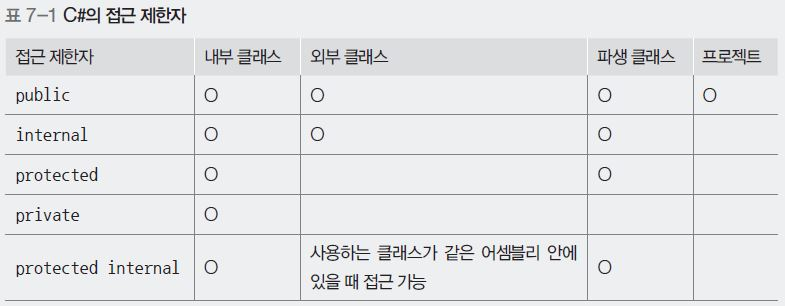 표 7-1 C#의 접근 제한자
접근 제한자 내부 클래스 외부 클래스 파생 클래스 프로젝트
public O O O O
internal O O O
protected O O
private O
사용하는 클래스가 같은 어셈블리 안에
protected internal O O
있을 때 접근 가능